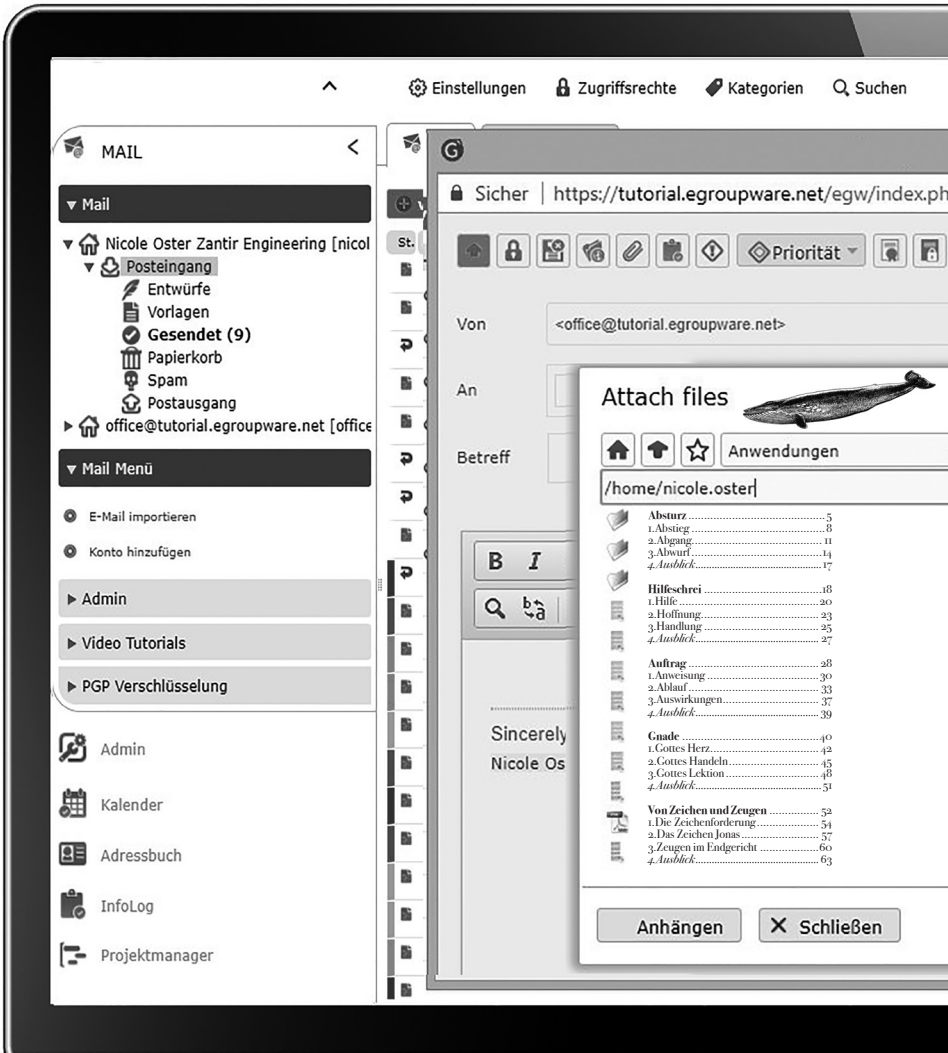 Einstellungen Zugriffsrechte Kategorien Suchen
MAIL
Mail
Nicole Oster Zantir Engineering [nicol
Posteingang
Entwürfe
Vorlagen
Gesendet (9)
Papierkorb
Spam
Postausgang
office@tutorial.egroupware.net [office
Mail Menü
E-Mail importieren
Konto hinzufügen
Admin
Video Tutorials
PGP Verschlüsselung
Admin
Kalender
Adressbuch
InfoLog
Projektmanager
St.
G
Sicher | https://tutorial.egroupware.net/egw/index.ph
Priorität
Von <office@tutorial.egroupware.net>
An
Betreff
B I
Sincerely
Nicole Os
Attach files
Anwendungen
/home/nicole.oster
Absturz 5
1.Abstieg 8
2.Abgang 11
3.Abwurf 14
4.Ausblick 17
Hilfeschrei 18
1.Hilfe 20
2.Hoffnung 23
3.Handlung 25
4.Ausblick 27
Auftrag 28
1.Anweisung 30
2.Ablauf 33
3.Auswirkungen 37
4.Ausblick 39
Gnade 40
1.Gottes Herz 42
2.Gottes Handeln 45
3.Gottes Lektion 48
4.Ausblick 51
Von Zeichen und Zeugen 52
1.Die Zeichenforderung 54
2.Das Zeichen Jonas 57
3.Zeugen im Endgericht 60
4.Ausblick 63
Anhängen Schließen